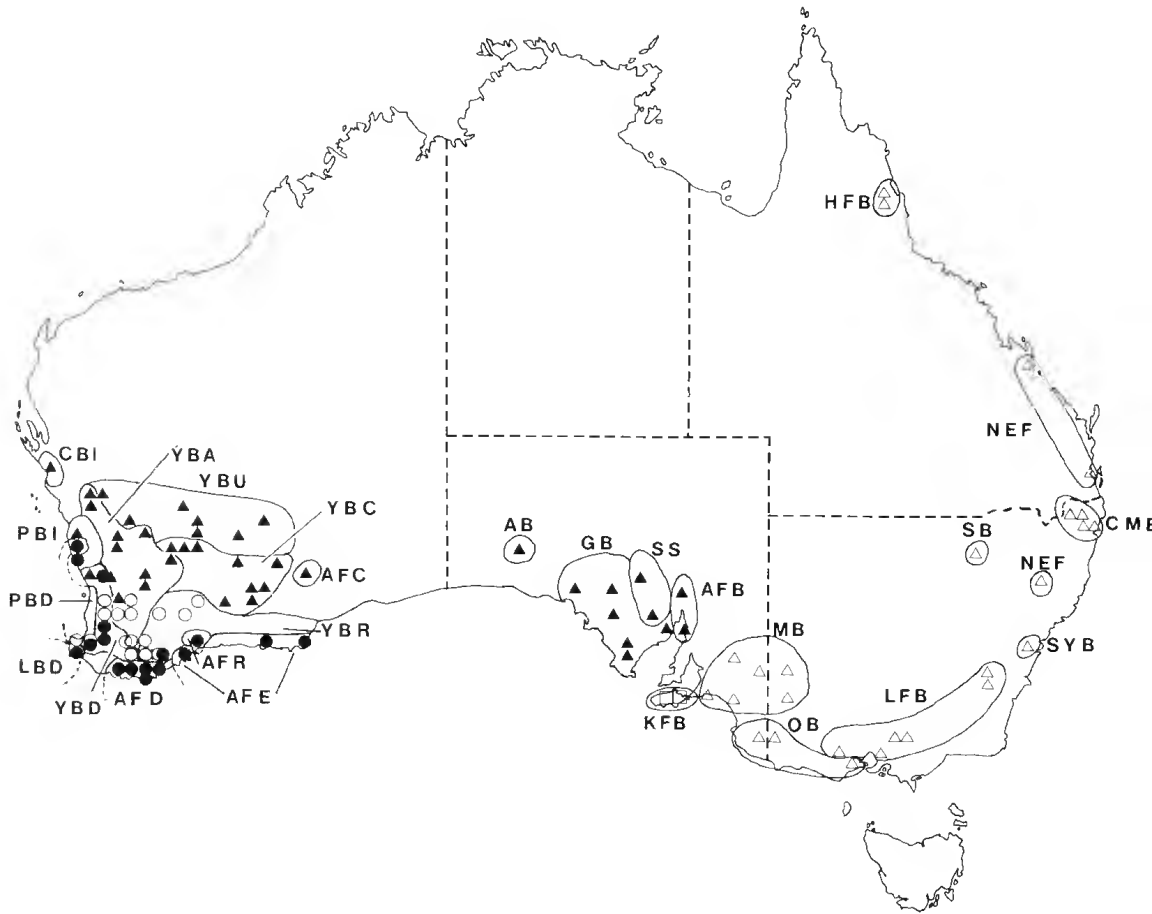 HFB
NEF
CBI
YBA
YBU
YBC
PBI
AB
GB
SS
SB
CMB
NEF
AFC
AFB
PBD
YBR
MB
SYB
LBD
AFR
YBD
AFD
AFE
KFB
OB
LFB